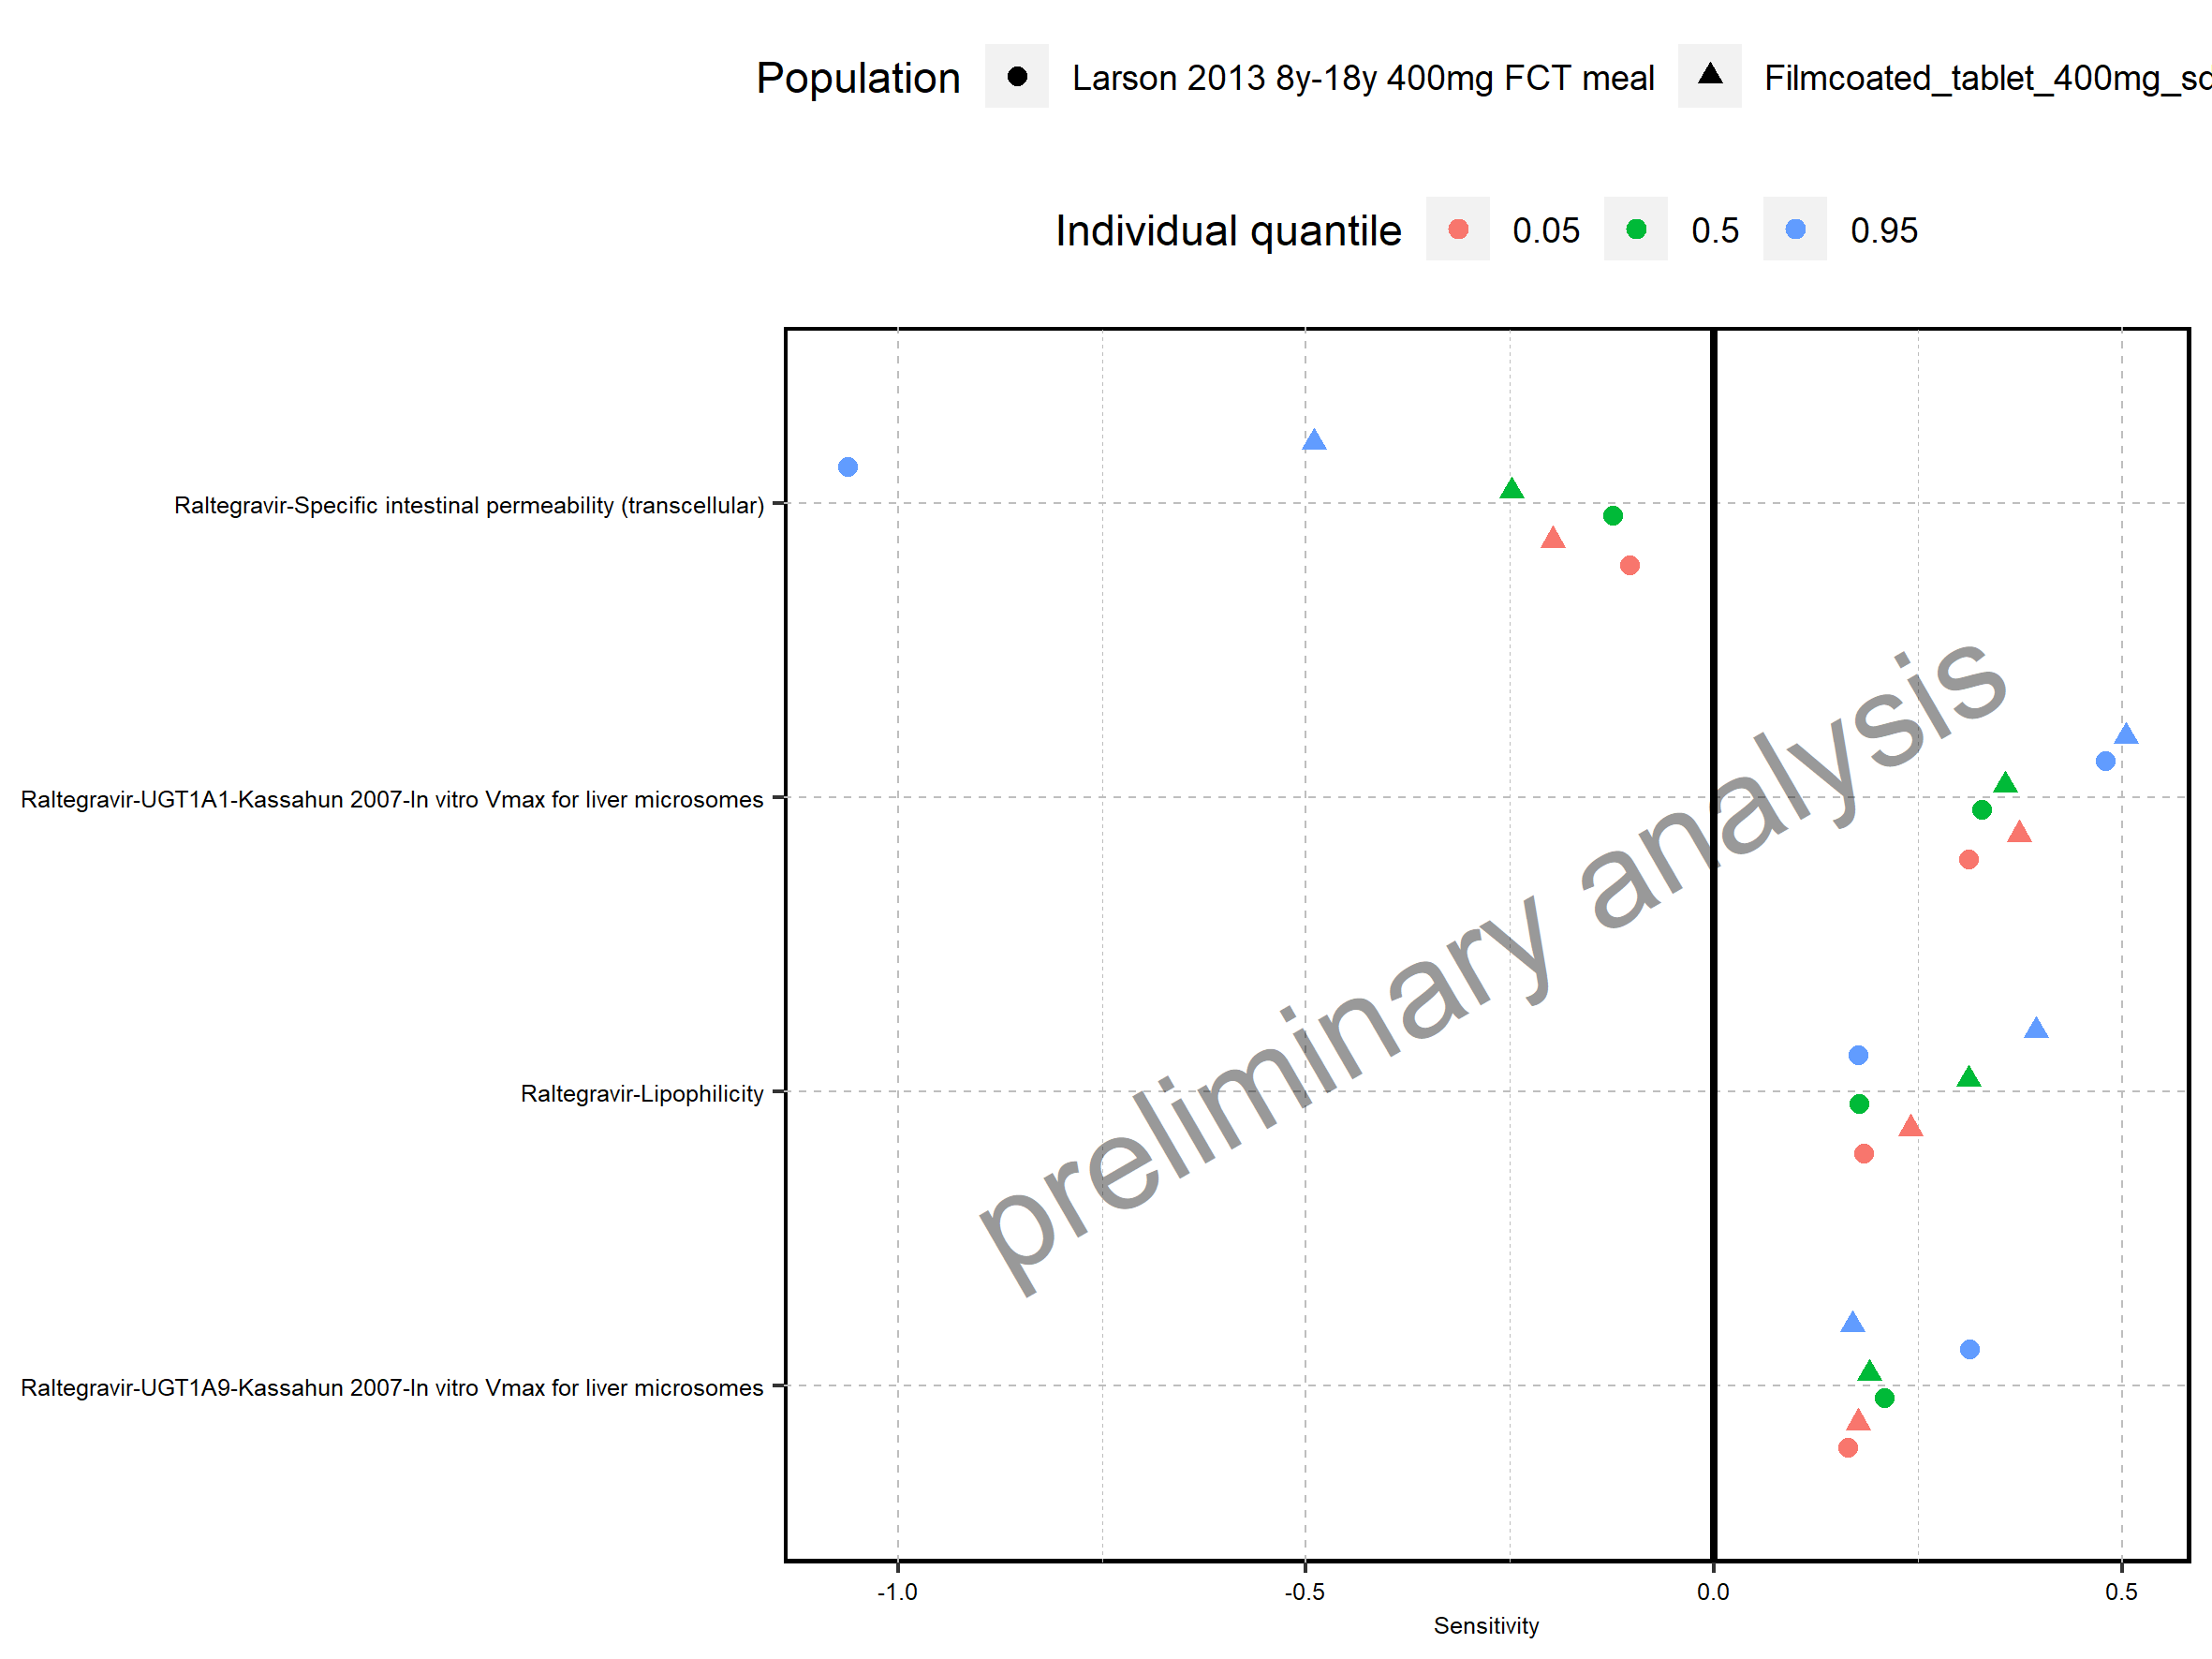 Population Larson 2013 8y-18y 400mg FCT meal Filmcoated_tablet_400mg_sd
Individual quantile 0.05 0.5 0.95
Raltegravir-Specific intestinal permeability (transcellular)
Raltegravir-UGT1A1-Kassahun 2007-In vitro Vmax for liver microsomes
Raltegravir-Lipophilicity
Raltegravir-UGT1A9-Kassahun 2007-In vitro Vmax for liver microsomes
preliminary analysis
-1.0 -0.5 0.0 0.5
Sensitivity